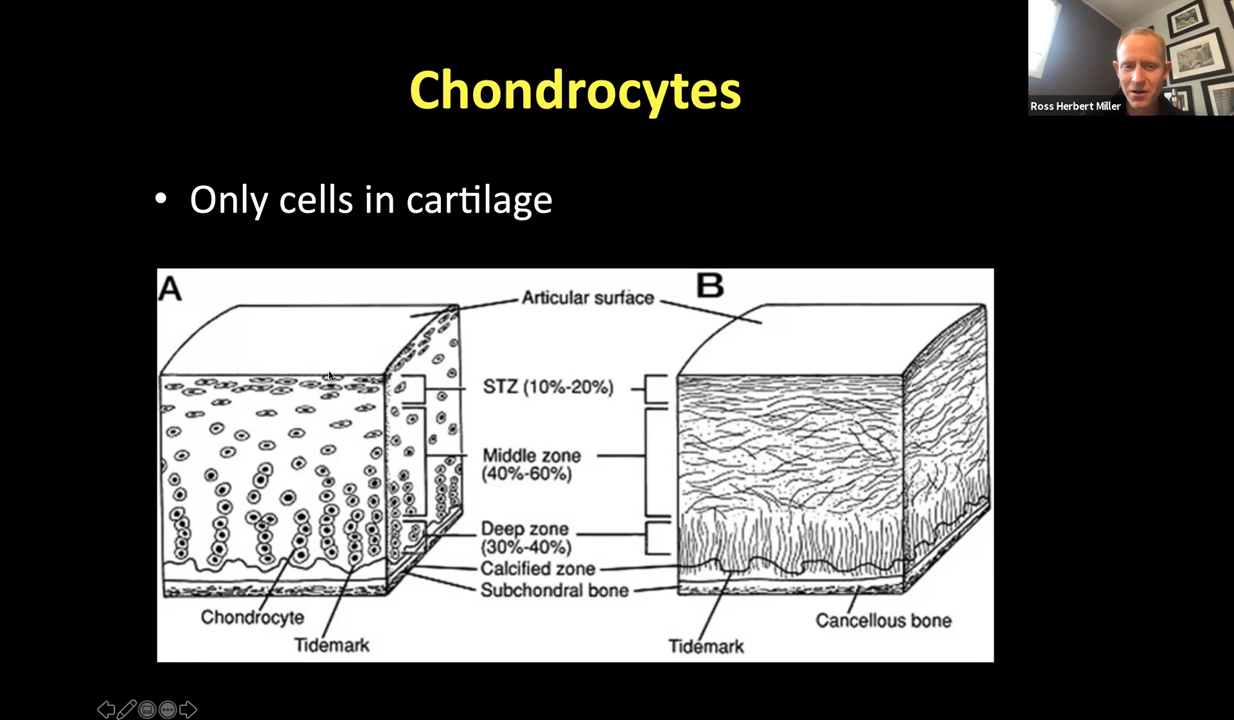 Chondrocytes
Ross Herbert Miller
• Only cells in cartilage
A
B
Articular surface
STZ (10%-20%)
Middle zone
(40%-60%)
Deep zone
(30%-40%)
Calcified zone
Subchondral bone
Chondrocyte
Tidemark
Cancellous bone
Tidemark